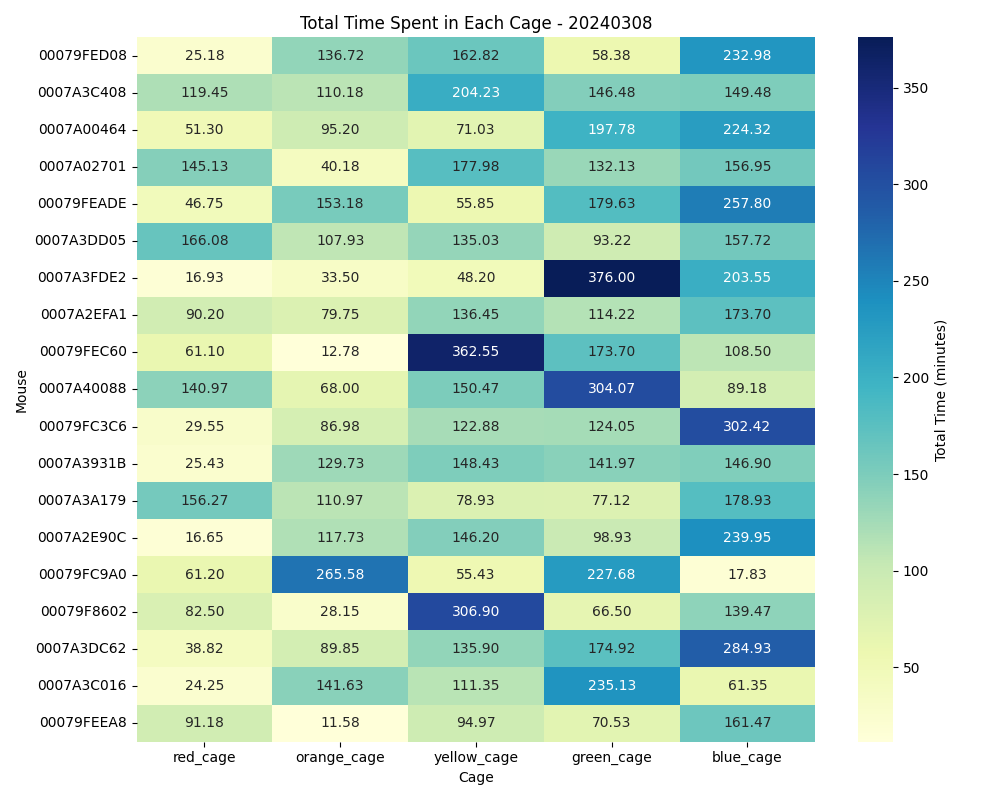 Total Time Spent in Each Cage - 20240308
00079FED08 25.18 136.72 162.82 58.38 232.98
0007A3C408 119.45 110.18 204.23 146.48 149.48
0007A00464 51.30 95.20 71.03 197.78 224.32
0007A02701 145.13 40.18 177.98 132.13 156.95
00079FEADE 46.75 153.18 55.85 179.63 257.80
0007A3DD05 166.08 107.93 135.03 93.22 157.72
0007A3FDE2 16.93 33.50 48.20 376.00 203.55
0007A2EFA1 90.20 79.75 136.45 114.22 173.70
00079FEC60 61.10 12.78 362.55 173.70 108.50
0007A40088 140.97 68.00 150.47 304.07 89.18
00079FC3C6 29.55 86.98 122.88 124.05 302.42
0007A3931B 25.43 129.73 148.43 141.97 146.90
0007A3A179 156.27 110.97 78.93 77.12 178.93
0007A2E90C 16.65 117.73 146.20 98.93 239.95
00079FC9A0 61.20 265.58 55.43 227.68 17.83
00079F8602 82.50 28.15 306.90 66.50 139.47
0007A3DC62 38.82 89.85 135.90 174.92 284.93
0007A3C016 24.25 141.63 111.35 235.13 61.35
00079FEEA8 91.18 11.58 94.97 70.53 161.47
red_cage orange_cage yellow_cage green_cage blue_cage
Cage
Mouse
350
300
250
200
150
100
50
Total Time (minutes)